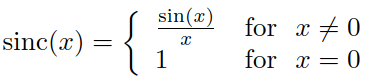 sinc(x) = { sin(x)/x for x ≠ 0
1 for x = 0